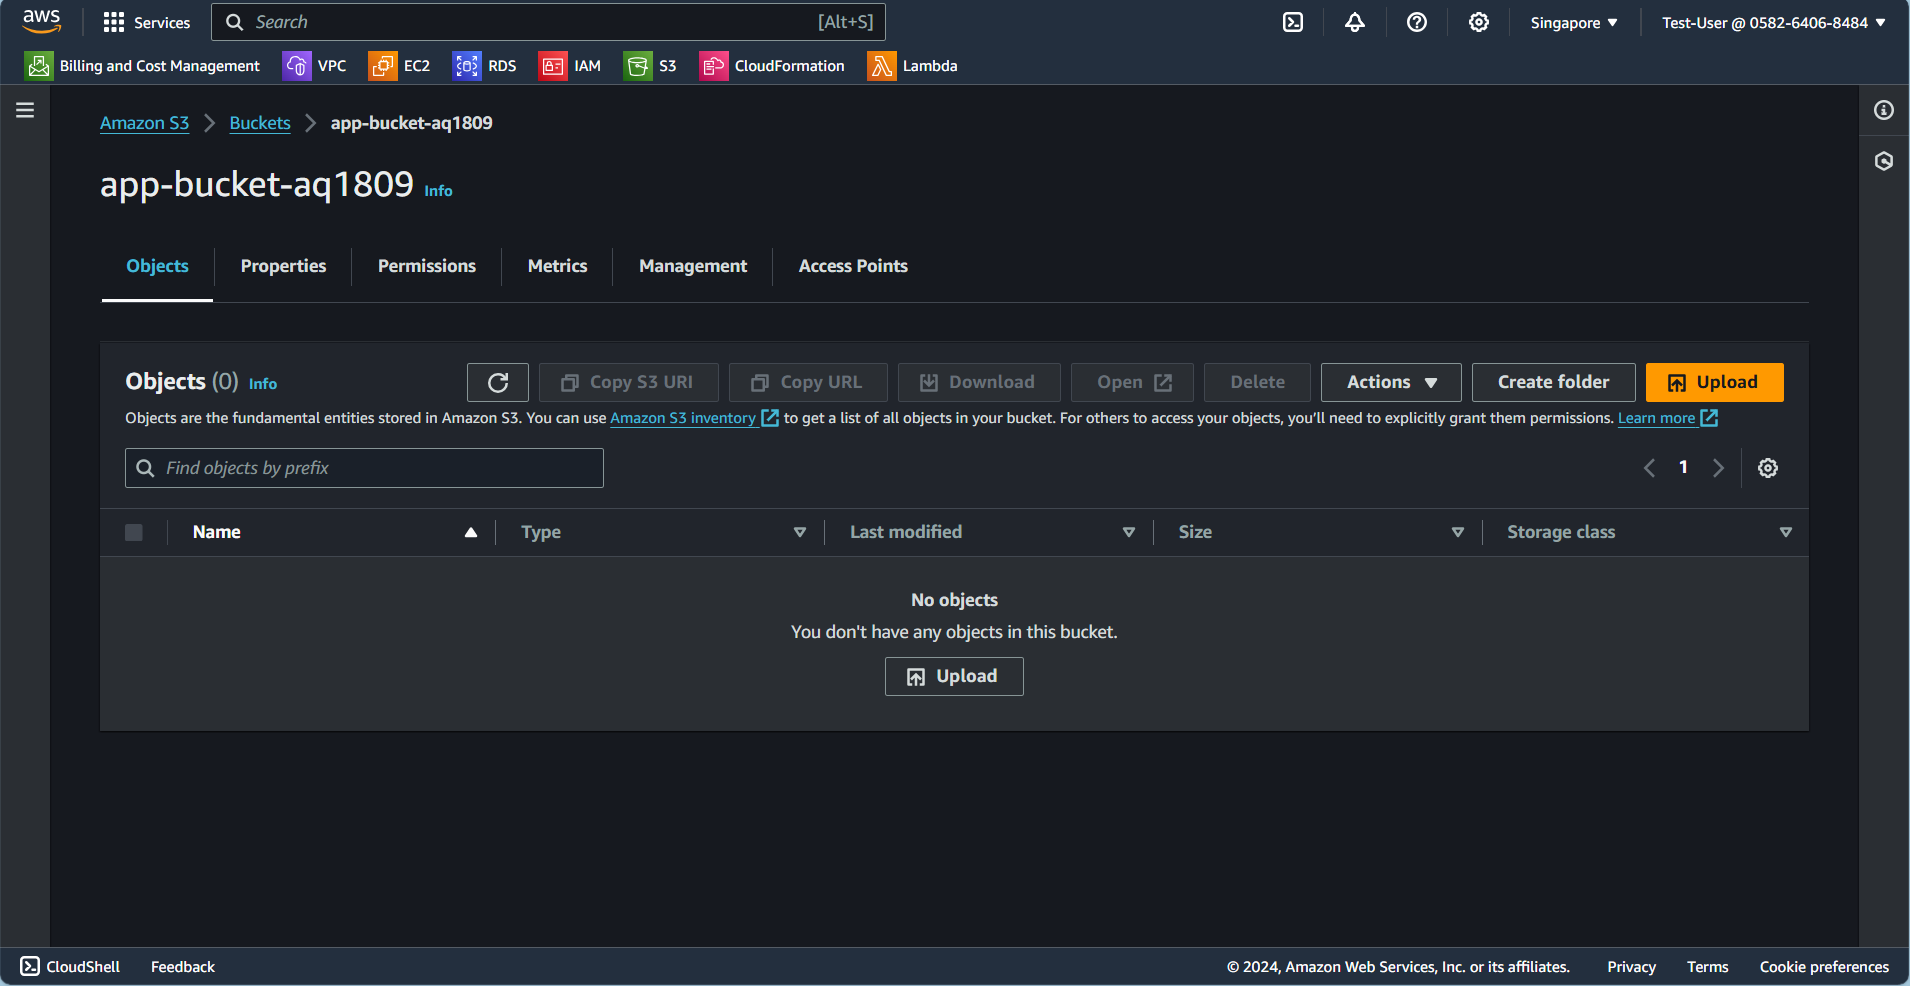 aws Services Search [Alt+S] Singapore Test-User @ 0582-6406-8484
Billing and Cost Management VPC EC2 RDS IAM S3 CloudFormation Lambda
Amazon S3 Buckets app-bucket-aq1809
app-bucket-aq1809 Info
Objects Properties Permissions Metrics Management Access Points
Objects (0) Info Copy S3 URI Copy URL Download Open Delete Actions Create folder Upload
Objects are the fundamental entities stored in Amazon S3. You can use Amazon S3 inventory to get a list of all objects in your bucket. For others to access your objects, you’ll need to explicitly grant them permissions. Learn more
Find objects by prefix 1
Name Type Last modified Size Storage class
No objects
You don't have any objects in this bucket.
Upload
CloudShell Feedback © 2024, Amazon Web Services, Inc. or its affiliates. Privacy Terms Cookie preferences